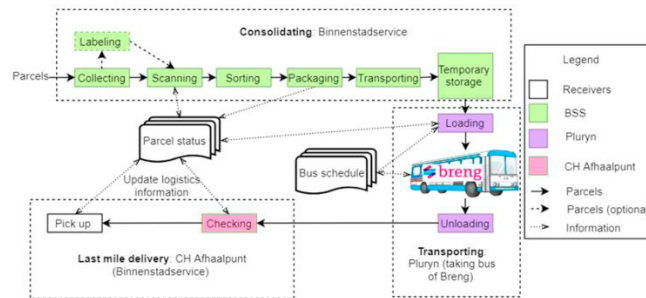 Consolidating: Binnenstadservice
Labeling
Parcels
Collecting
Scanning
Sorting
Packaging
Transporting
Temporary
storage
Parcel status
Loading
Bus schedule
breng
Update logistics
information
Pick up
Checking
Unloading
Last mile delivery: CH Afhaalpunt
(Binnenstadservice)
Transporting:
Pluryn (taking bus
of Breng)
Legend
Receivers
BSS
Pluryn
CH Afhaalpunt
Parcels
Parcels (optional
Information